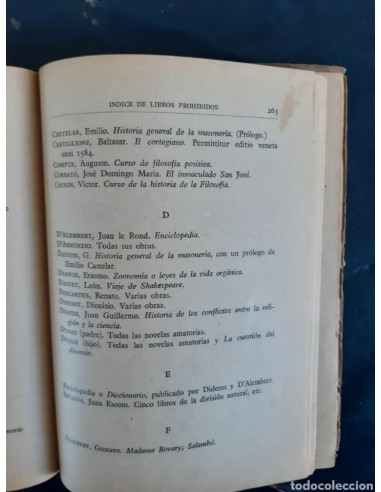 INDICE DE LIBROS PROHIBIDOS 263
CASTELAR, Emilio. Historia general de la masonería. (Prólogo.)
CASTIGLIONE, Baltasar. Il cortegiano. Permittitur editio veneta
anni 1584.
COMPTE, Augusto. Curso de filosofía positiva.
CORBATÓ, José Domingo María. El inmaculado San José.
COUSIN, Víctor. Curso de la historia de la Filosofía.
D
D'ALEMBERT, Juan le Rond. Enciclopedia.
D'ANNUNZIO. Todas sus obras.
DANTON, G. Historia general de la masonería, con un prólogo de
Emilio Castelar.
DARWIN, Erasmo. Zoonomía o leyes de la vida orgánica.
DAUDET, León. Viaje de Shakespeare.
DESCARTES, Renato. Varias obras.
DIDEROT, Dionisio. Varias obras.
DRAPER, Juan Guillermo. Historia de los conflictos entre la reli-
gión y la ciencia.
DUMAS (padre). Todas las novelas amatorias.
DUMAS (hijo). Todas las novelas amatorias y La cuestión del
divorcio.
E
Enciclopedia o Diccionario, publicado por Diderot y D'Alembert.
Juan Escoto. Cinco libros de la división natural, etc.
F
FLAUBERT, Gustavo. Madame Bovary; Salambó.
todocoleccion